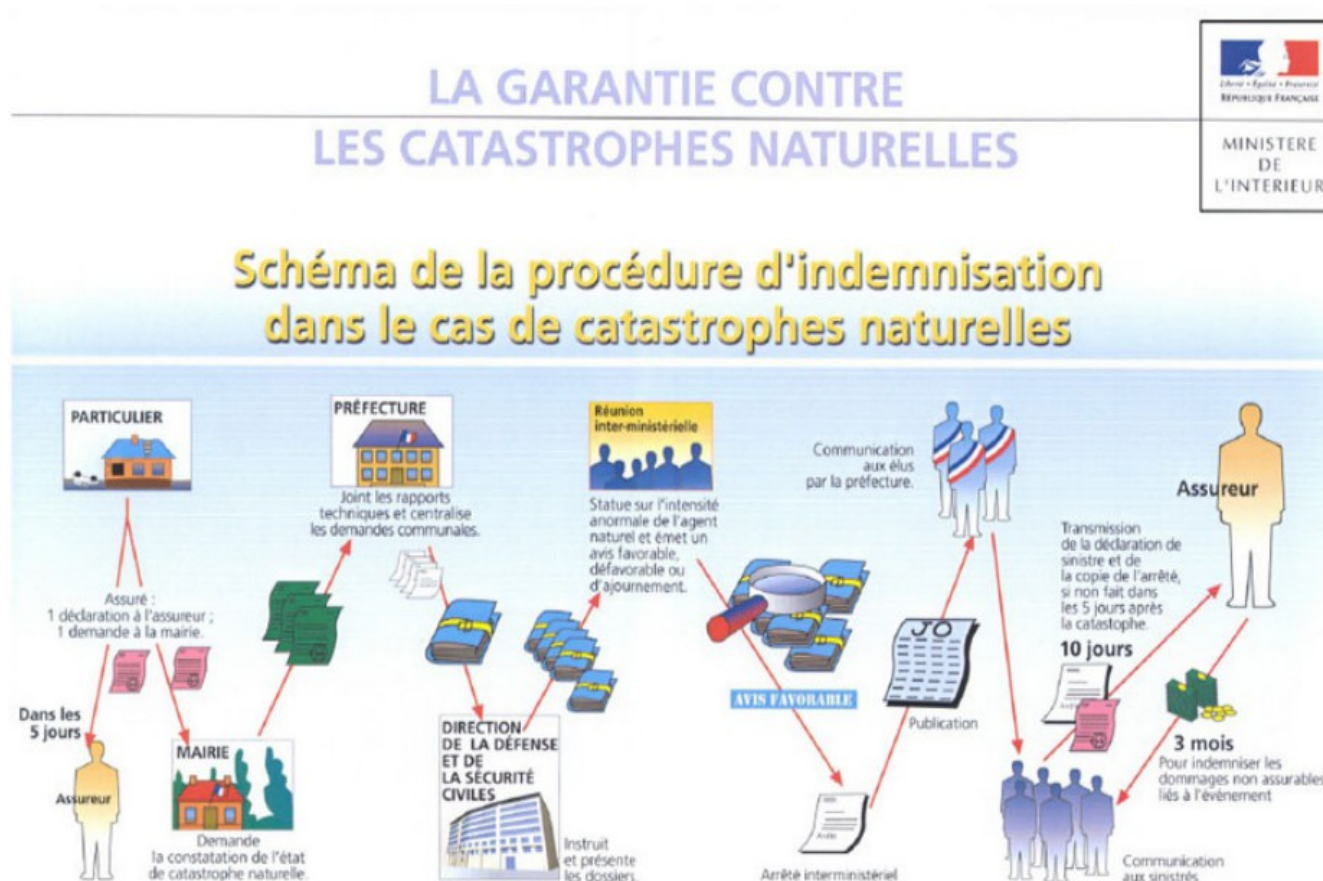 LA GARANTIE CONTRE
LES CATASTROPHES NATURELLES
Liberté • Égalité • Fraternité
RÉPUBLIQUE FRANÇAISE
MINISTERE
DE
L'INTERIEUR
Schéma de la procédure d'indemnisation
dans le cas de catastrophes naturelles
PARTICULIER
Assuré :
1 déclaration à l'assureur ;
1 demande à la mairie.
Dans les
5 jours
Assureur
MAIRIE
Demande
la constatation de l'état
de catastrophe naturelle.
PRÉFECTURE
Joint les rapports
techniques et centralise
les demandes communales.
DIRECTION
DE LA DÉFENSE
ET DE
LA SÉCURITÉ
CIVILES
Instruit
et présente
les dossiers.
Réunion
inter-ministérielle
Statue sur l'intensité
anormale de l'agent
naturel et émet un
avis favorable,
défavorable ou
d'ajournement.
AVIS FAVORABLE
Arrêté interministériel
JO
Publication
Communication
aux élus
par la préfecture.
Communication
aux sinistrés
Transmission
de la déclaration de
sinistre et de
la copie de l'arrêté,
si non fait dans
les 5 jours après
la catastophe.
10 jours
Assureur
3 mois
Pour indemniser les
dommages non assurables
liés à l'événement